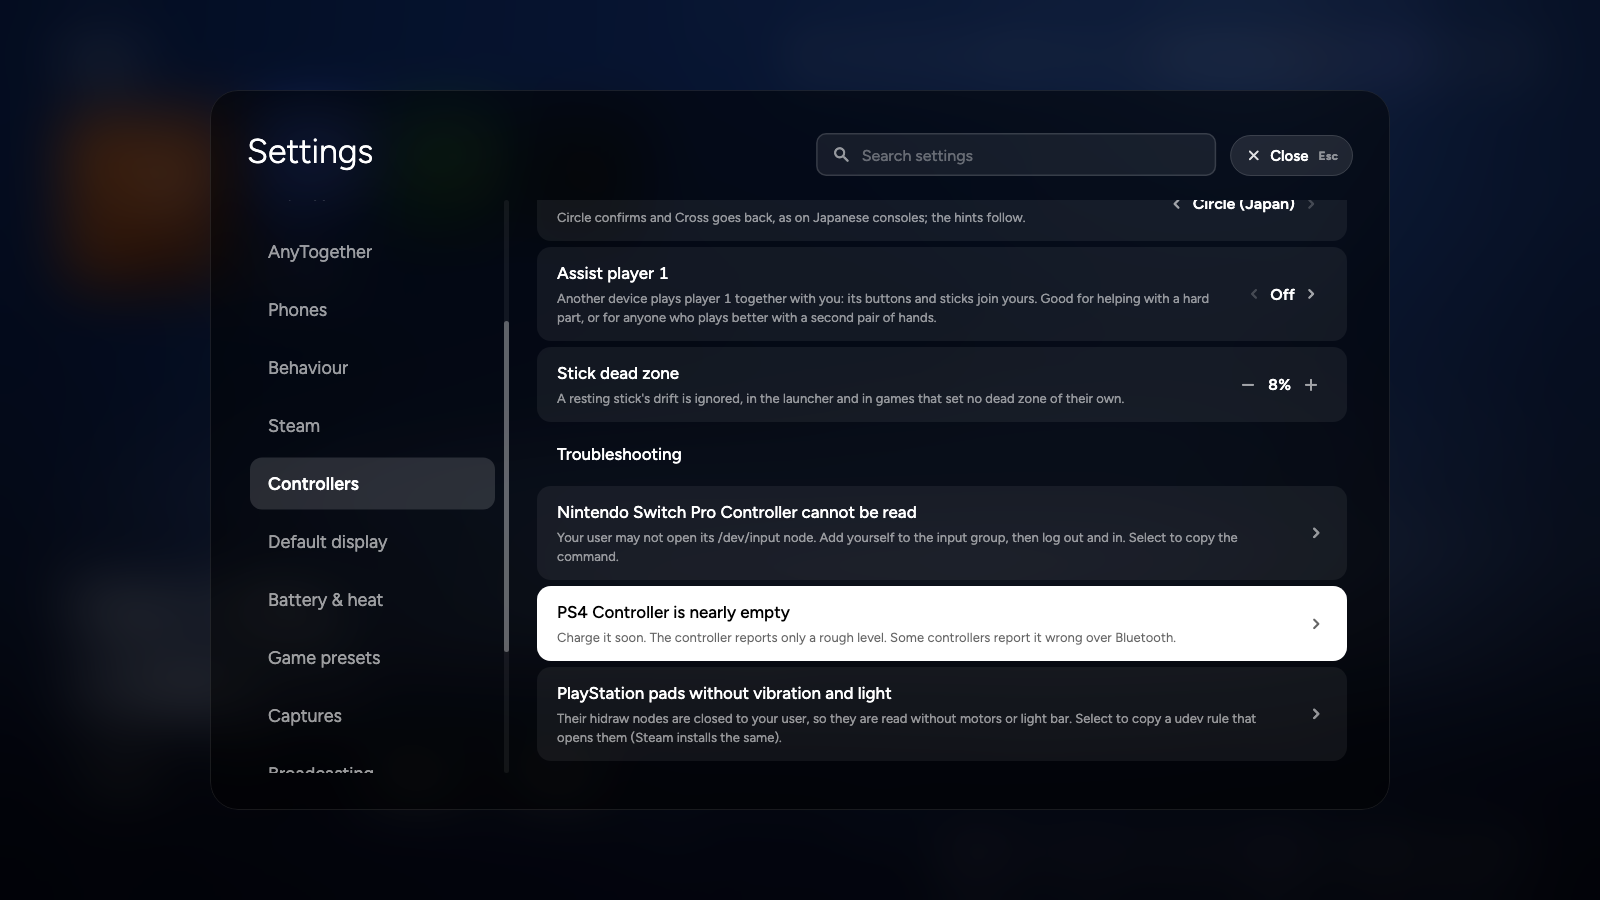 Settings
Search settings
Close Esc
AnyTogether
Phones
Behaviour
Steam
Controllers
Default display
Battery & heat
Game presets
Captures
Broadcasting
Circle (Japan)
Circle confirms and Cross goes back, as on Japanese consoles; the hints follow.
Assist player 1
Another device plays player 1 together with you: its buttons and sticks join yours. Good for helping with a hard
part, or for anyone who plays better with a second pair of hands.
Off
Stick dead zone
A resting stick's drift is ignored, in the launcher and in games that set no dead zone of their own.
8%
Troubleshooting
Nintendo Switch Pro Controller cannot be read
Your user may not open its /dev/input node. Add yourself to the input group, then log out and in. Select to copy the
command.
PS4 Controller is nearly empty
Charge it soon. The controller reports only a rough level. Some controllers report it wrong over Bluetooth.
PlayStation pads without vibration and light
Their hidraw nodes are closed to your user, so they are read without motors or light bar. Select to copy a udev rule that
opens them (Steam installs the same).